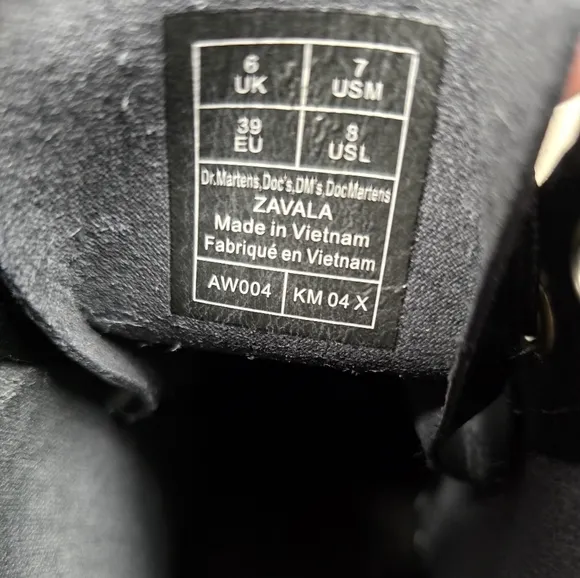 6 7
UK USM
39 8
EU USL
Dr.Martens,Doc's,DM's,DocMartens
ZAVALA
Made in Vietnam
Fabriqué en Vietnam
AW004 KM 04 X